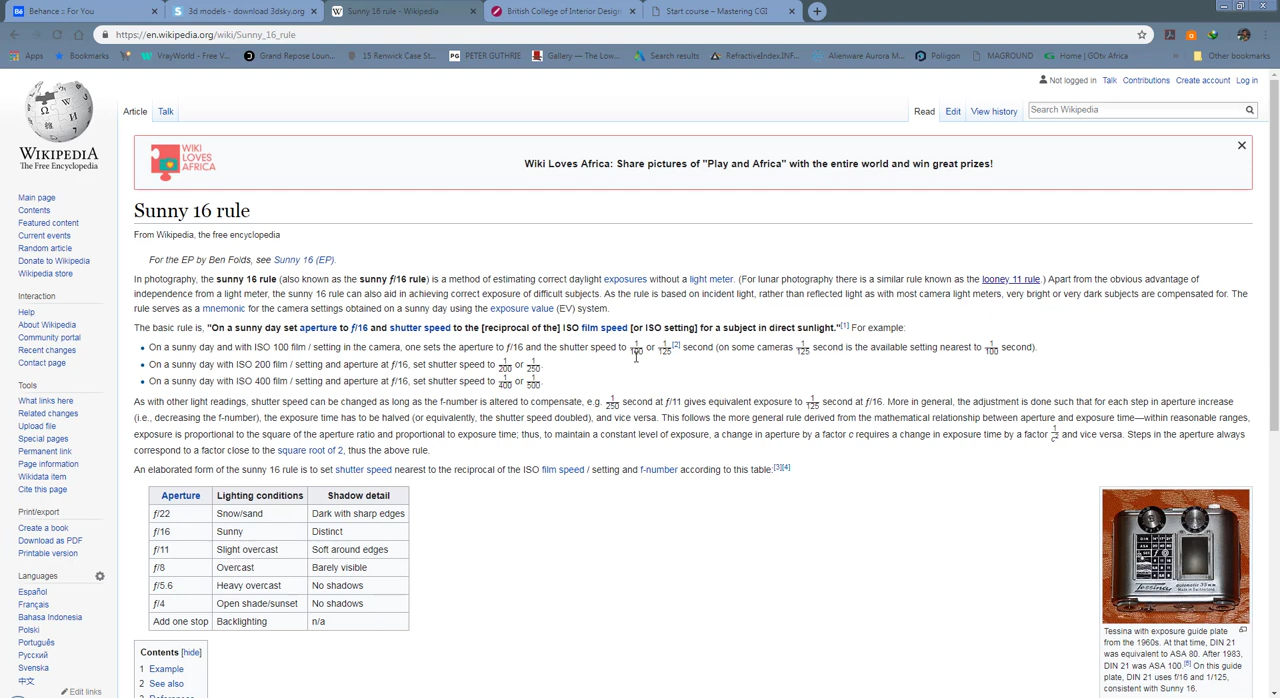 Behance :: For You
3d models - download 3dsky.org
Sunny 16 rule - Wikipedia
British College of Interior Design
Start course – Mastering CGI
https://en.wikipedia.org/wiki/Sunny_16_rule
Apps
Bookmarks
VrayWorld - Free V...
Grand Repose Loun...
15 Renwick Case St...
PG PETER GUTHRIE
Gallery — The Low...
Search results
RefractiveIndex.INF...
Alienware Aurora M...
Poliigon
MAGROUND
Home | GOtv Africa
»
Other bookmarks
Not logged in Talk Contributions Create account Log in
Article Talk
Read Edit View history
Search Wikipedia
WIKIPEDIA
The Free Encyclopedia
WIKI
LOVES
AFRICA
Wiki Loves Africa: Share pictures of "Play and Africa" with the entire world and win great prizes!
Main page
Contents
Featured content
Current events
Random article
Donate to Wikipedia
Wikipedia store
Interaction
Help
About Wikipedia
Community portal
Recent changes
Contact page
Tools
What links here
Related changes
Upload file
Special pages
Permanent link
Page information
Wikidata item
Cite this page
Print/export
Create a book
Download as PDF
Printable version
Languages
Español
Français
Bahasa Indonesia
Polski
Português
Русский
Svenska
中文
Edit links
Sunny 16 rule
From Wikipedia, the free encyclopedia
For the EP by Ben Folds, see Sunny 16 (EP).
In photography, the sunny 16 rule (also known as the sunny ƒ/16 rule) is a method of estimating correct daylight exposures without a light meter. (For lunar photography there is a similar rule known as the looney 11 rule.) Apart from the obvious advantage of
independence from a light meter, the sunny 16 rule can also aid in achieving correct exposure of difficult subjects. As the rule is based on incident light, rather than reflected light as with most camera light meters, very bright or very dark subjects are compensated for. The
rule serves as a mnemonic for the camera settings obtained on a sunny day using the exposure value (EV) system.
The basic rule is, "On a sunny day set aperture to ƒ/16 and shutter speed to the [reciprocal of the] ISO film speed [or ISO setting] for a subject in direct sunlight."[1] For example:
• On a sunny day and with ISO 100 film / setting in the camera, one sets the aperture to ƒ/16 and the shutter speed to 1/100 or 1/125[2] second (on some cameras 1/125 second is the available setting nearest to 1/100 second).
• On a sunny day with ISO 200 film / setting and aperture at ƒ/16, set shutter speed to 1/200 or 1/250.
• On a sunny day with ISO 400 film / setting and aperture at ƒ/16, set shutter speed to 1/400 or 1/500.
As with other light readings, shutter speed can be changed as long as the f-number is altered to compensate, e.g. 1/250 second at ƒ/11 gives equivalent exposure to 1/125 second at ƒ/16. More in general, the adjustment is done such that for each step in aperture increase
(i.e., decreasing the f-number), the exposure time has to be halved (or equivalently, the shutter speed doubled), and vice versa. This follows the more general rule derived from the mathematical relationship between aperture and exposure time—within reasonable ranges,
exposure is proportional to the square of the aperture ratio and proportional to exposure time; thus, to maintain a constant level of exposure, a change in aperture by a factor c requires a change in exposure time by a factor 1/c² and vice versa. Steps in the aperture always
correspond to a factor close to the square root of 2, thus the above rule.
An elaborated form of the sunny 16 rule is to set shutter speed nearest to the reciprocal of the ISO film speed / setting and f-number according to this table:[3][4]
Aperture Lighting conditions Shadow detail
ƒ/22 Snow/sand Dark with sharp edges
ƒ/16 Sunny Distinct
ƒ/11 Slight overcast Soft around edges
ƒ/8 Overcast Barely visible
ƒ/5.6 Heavy overcast No shadows
ƒ/4 Open shade/sunset No shadows
Add one stop Backlighting n/a
Contents [hide]
1 Example
2 See also
3 References
Tessina
Tessina with exposure guide plate
from the 1960s. At that time, DIN 21
was equivalent to ASA 80. After 1983,
DIN 21 was ASA 100.[5] On this guide
plate, DIN 21 uses f/16 and 1/125,
consistent with Sunny 16.